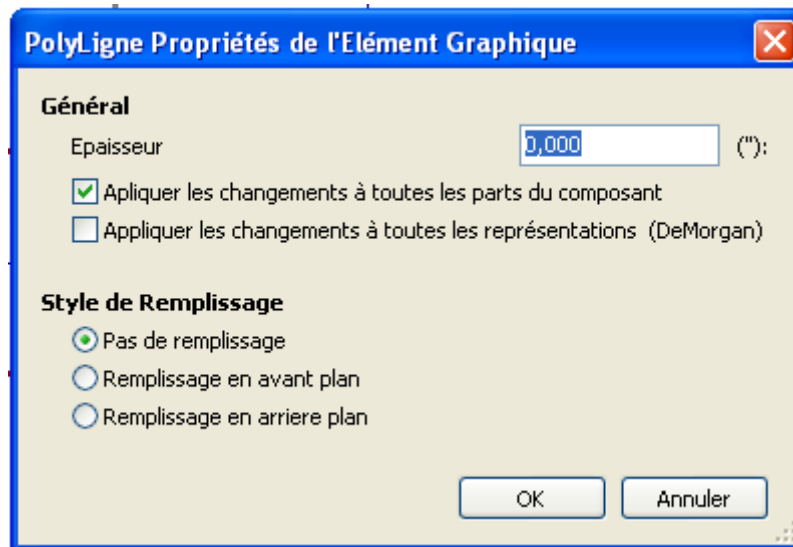 PolyLigne Propriétés de l'Elément Graphique
Général
Epaisseur 0,000 ("):
Apliquer les changements à toutes les parts du composant
Appliquer les changements à toutes les représentations (DeMorgan)
Style de Remplissage
Pas de remplissage
Remplissage en avant plan
Remplissage en arriere plan
OK Annuler